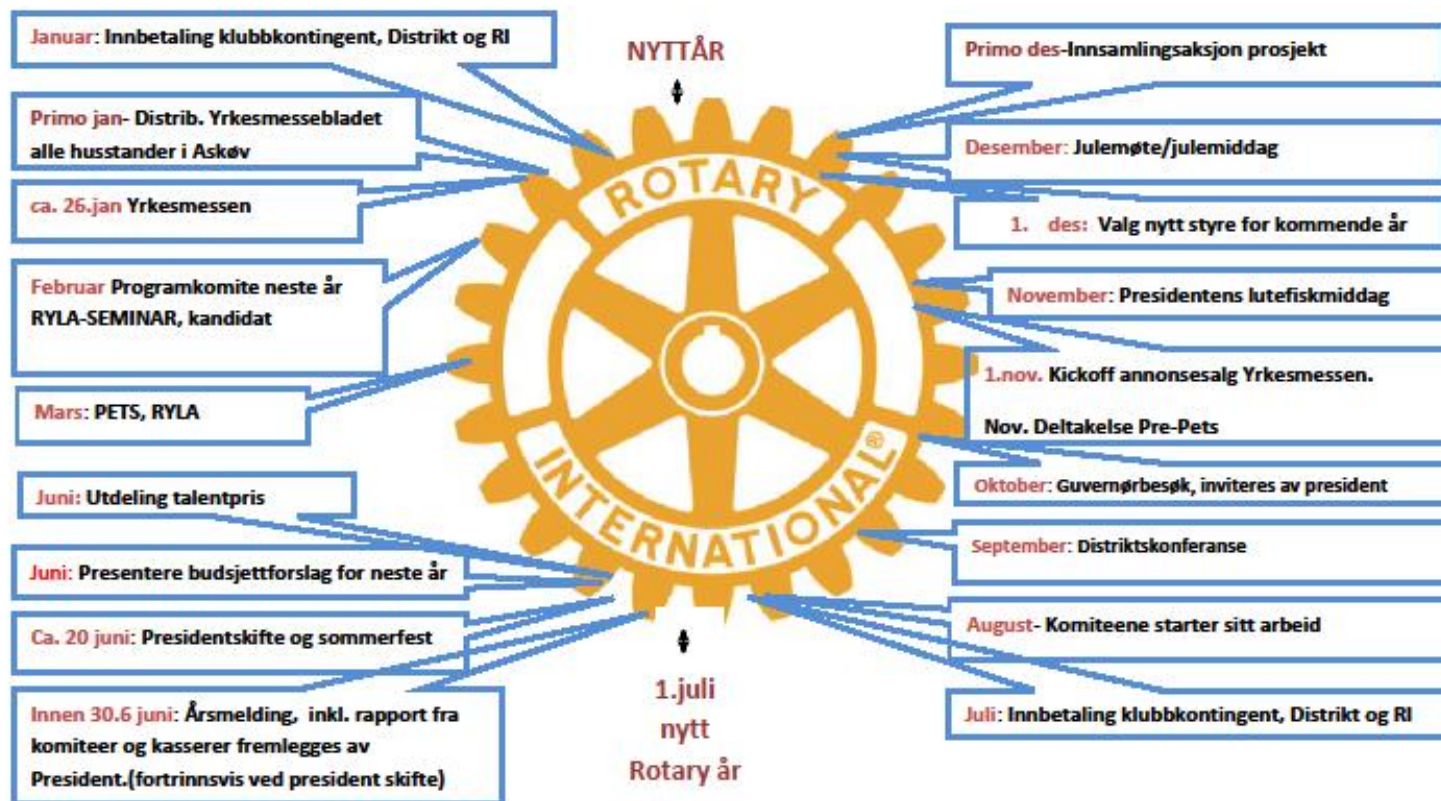 Januar: Innbetaling klubbkontingent, Distrikt og RI
Primo jan- Distrib. Yrkesmessebladet
alle husstander i Askøv
ca. 26.jan Yrkesmessen
Februar Programkomite neste år
RYLA-SEMINAR, kandidat
Mars: PETS, RYLA
Juni: Utdeling talentpris
Juni: Presentere budsjettforslag for neste år
Ca. 20 juni: Presidentskifte og sommerfest
Innen 30.6 juni: Årsmelding, inkl. rapport fra
komiteer og kasserer fremlegges av
President.(fortrinnsvis ved president skifte)
NYTTÅR
ROTARY
INTERNATIONAL®
1.juli
nytt
Rotary år
Primo des-Innsamlingsaksjon prosjekt
Desember: Julemøte/julemiddag
1. des: Valg nytt styre for kommende år
November: Presidentens lutefiskmiddag
1.nov. Kickoff annonsesalg Yrkesmessen.
Nov. Deltakelse Pre-Pets
Oktober: Guvernørbesøk, inviteres av president
September: Distriktskonferanse
August- Komiteene starter sitt arbeid
Juli: Innbetaling klubbkontingent, Distrikt og RI